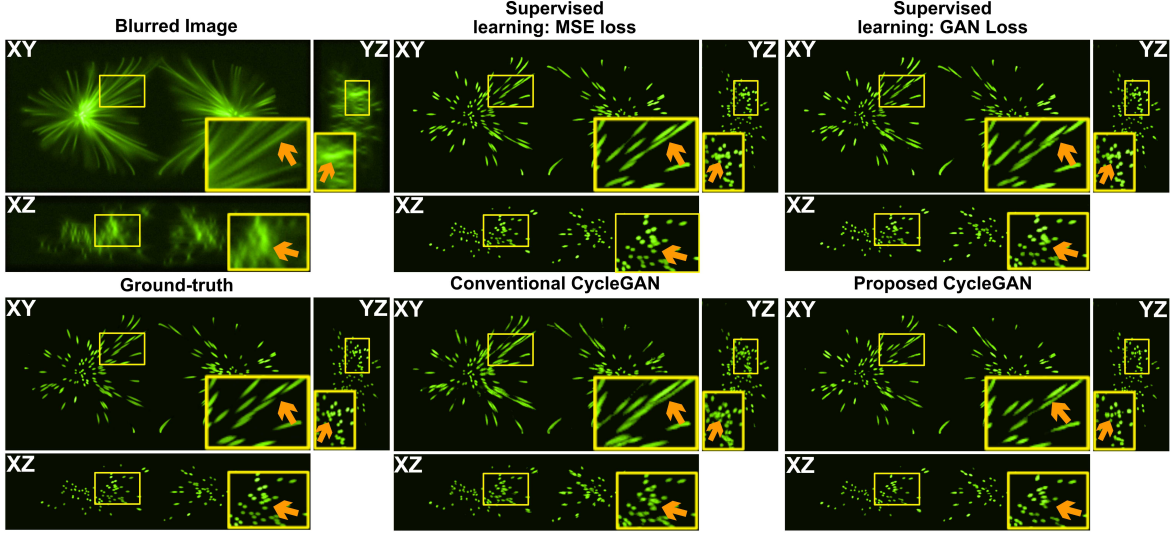 Blurred Image
Supervised
learning: MSE loss
Supervised
learning: GAN Loss
XY
YZ
XY
YZ
XY
YZ
XZ
XZ
XZ
Ground-truth
Conventional CycleGAN
Proposed CycleGAN
XY
YZ
XY
YZ
XY
YZ
XZ
XZ
XZ